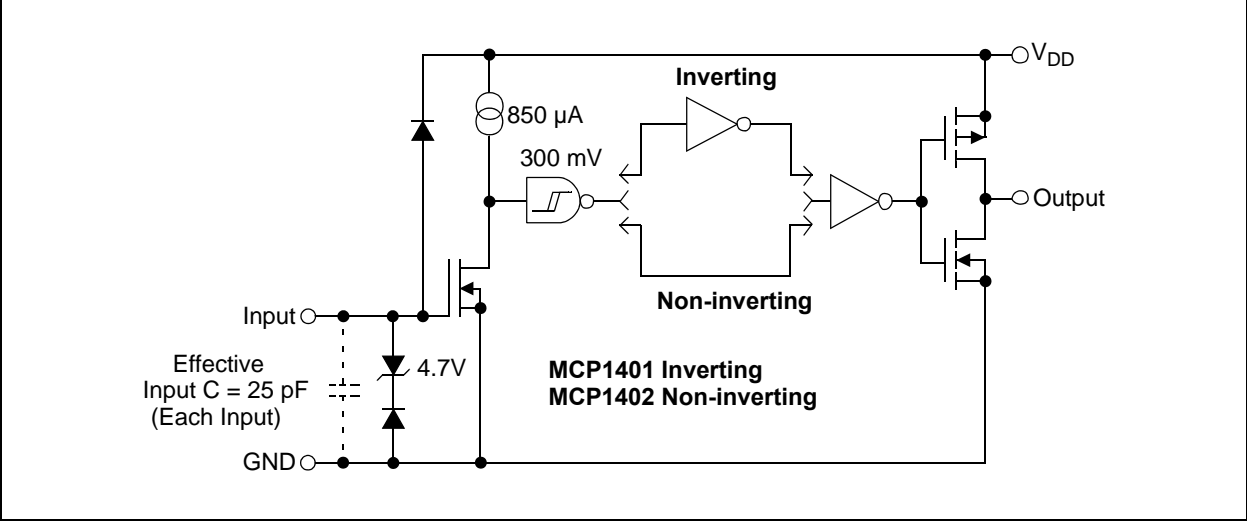 V_DD
Inverting
850 µA
300 mV
Output
Non-inverting
Input
Effective
Input C = 25 pF
(Each Input)
4.7V
MCP1401 Inverting
MCP1402 Non-inverting
GND